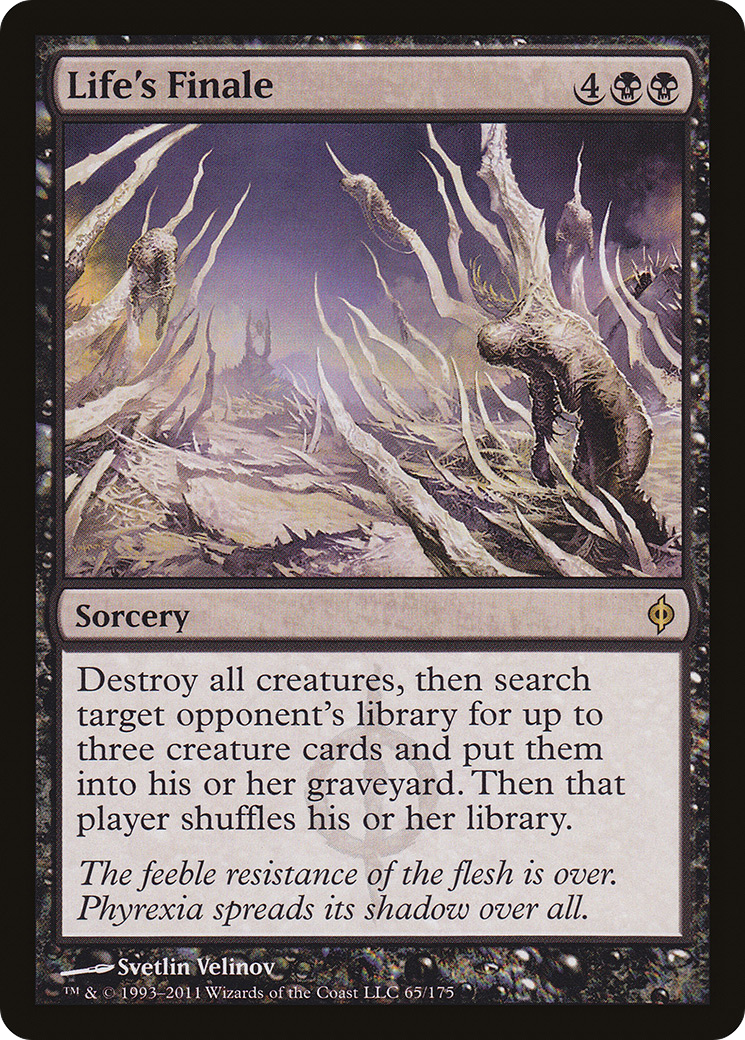 Life's Finale 4
Sorcery
Destroy all creatures, then search
target opponent's library for up to
three creature cards and put them
into his or her graveyard. Then that
player shuffles his or her library.
The feeble resistance of the flesh is over.
Phyrexia spreads its shadow over all.
Svetlin Velinov
™ & © 1993–2011 Wizards of the Coast LLC 65/175